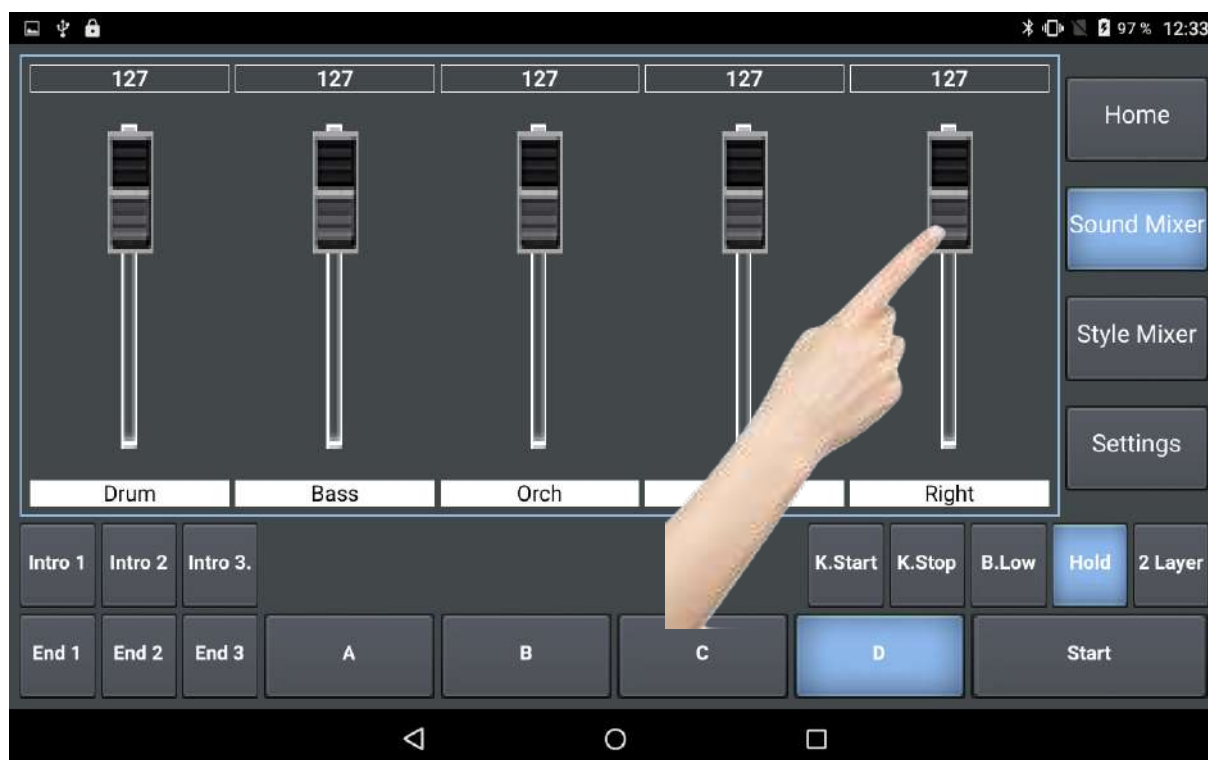 97 % 12:33
127 127 127 127 127
Home
Sound Mixer
Style Mixer
Settings
Drum Bass Orch Right
Intro 1 Intro 2 Intro 3. K.Start K.Stop B.Low Hold 2 Layer
End 1 End 2 End 3 A B C D Start